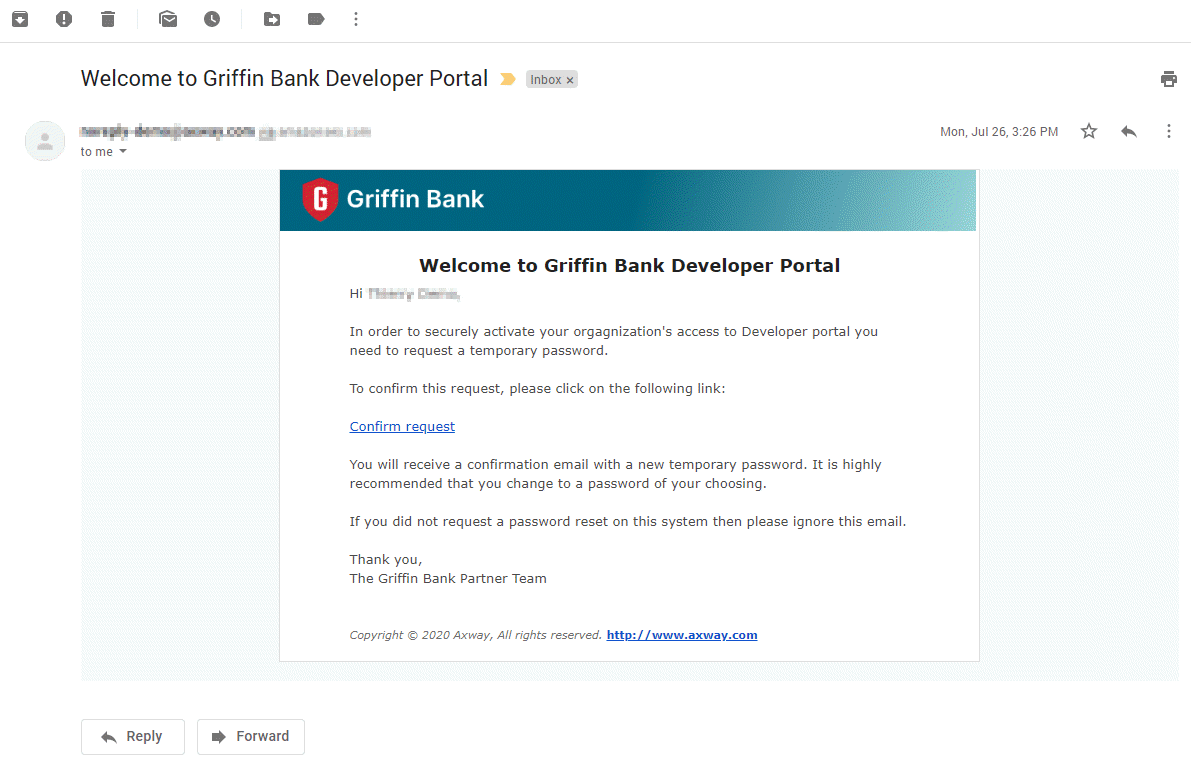 Welcome to Griffin Bank Developer Portal
Inbox ×
Mon, Jul 26, 3:26 PM
to me
G Griffin Bank
Welcome to Griffin Bank Developer Portal
Hi
In order to securely activate your orgagnization's access to Developer portal you
need to request a temporary password.
To confirm this request, please click on the following link:
Confirm request
You will receive a confirmation email with a new temporary password. It is highly
recommended that you change to a password of your choosing.
If you did not request a password reset on this system then please ignore this email.
Thank you,
The Griffin Bank Partner Team
Copyright © 2020 Axway, All rights reserved. http://www.axway.com
Reply
Forward